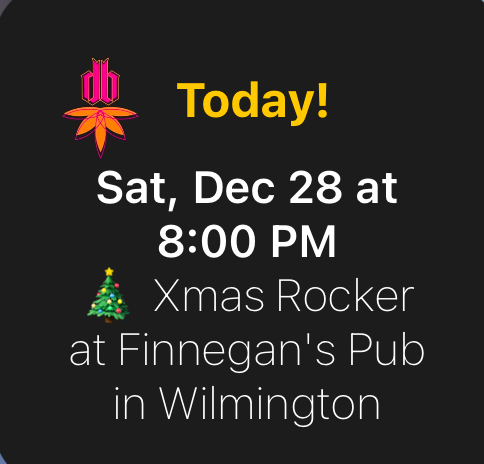 db
Today!
Sat, Dec 28 at
8:00 PM
🎄 Xmas Rocker
at Finnegan's Pub
in Wilmington